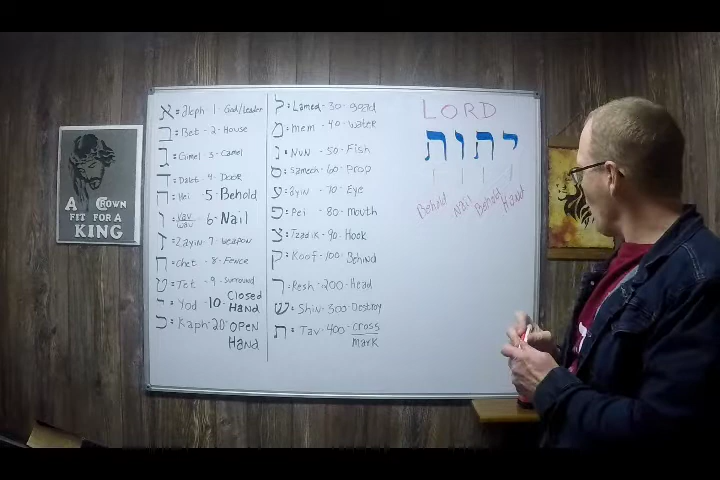 A CROWN
FIT FOR A
KING
א = Aleph - 1 - God/Leader
ב = Bet - 2 - House
ג = Gimel - 3 - Camel
ד = Dalet - 4 - Door
ה = Hei - 5 - Behold
ו = Vav/Waw - 6 - Nail
ז = Zayin - 7 - Weapon
ח = Chet - 8 - Fence
ט = Tet - 9 - Surround
י = Yod - 10 - Closed
Hand
כ = Kaph - 20 - Open
Hand
ל = Lamed - 30 - goad
מ = Mem - 40 - Water
נ = Nun - 50 - Fish
ס = Samech - 60 - Prop
ע = Ayin - 70 - Eye
פ = Pei - 80 - Mouth
צ = Tzadik - 90 - Hook
ק = Koof - 100 - Behind
ר = Resh - 200 - Head
ש = Shin - 300 - Destroy
ת = Tav - 400 - Cross
Mark
LORD
יתות
Behold Nail Behold Hand